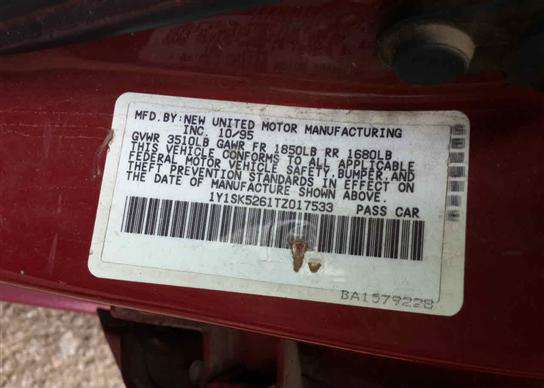 MFD.BY:NEW UNITED MOTOR MANUFACTURING
INC. 10/95
GVWR 3510LB GAWR FR 1850LB RR 1680LB
THIS VEHICLE CONFORMS TO ALL APPLICABLE
FEDERAL MOTOR VEHICLE SAFETY,BUMPER,AND
THEFT PREVENTION STANDARDS IN EFFECT ON
THE DATE OF MANUFACTURE SHOWN ABOVE.
1Y1SK5261TZ017533 PASS CAR
BA1579228